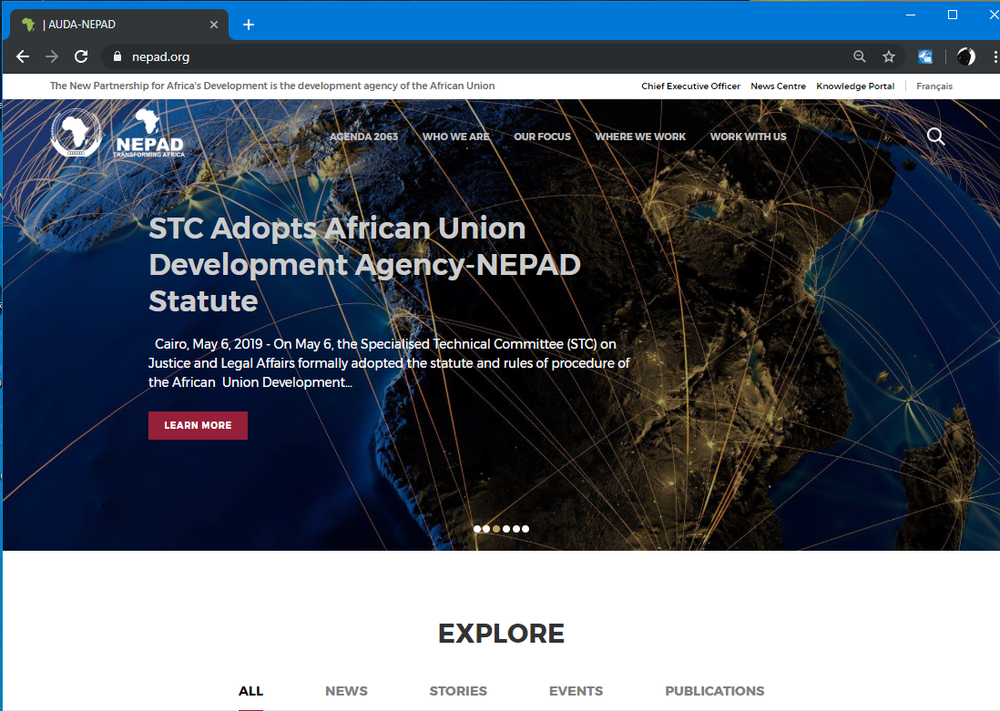 | AUDA-NEPAD
nepad.org
The New Partnership for Africa's Development is the development agency of the African Union
Chief Executive Officer News Centre Knowledge Portal Français
NEPAD
TRANSFORMING AFRICA
AGENDA 2063 WHO WE ARE OUR FOCUS WHERE WE WORK WORK WITH US
STC Adopts African Union
Development Agency-NEPAD
Statute
Cairo, May 6, 2019 - On May 6, the Specialised Technical Committee (STC) on
Justice and Legal Affairs formally adopted the statute and rules of procedure of
the African Union Development...
LEARN MORE
EXPLORE
ALL NEWS STORIES EVENTS PUBLICATIONS